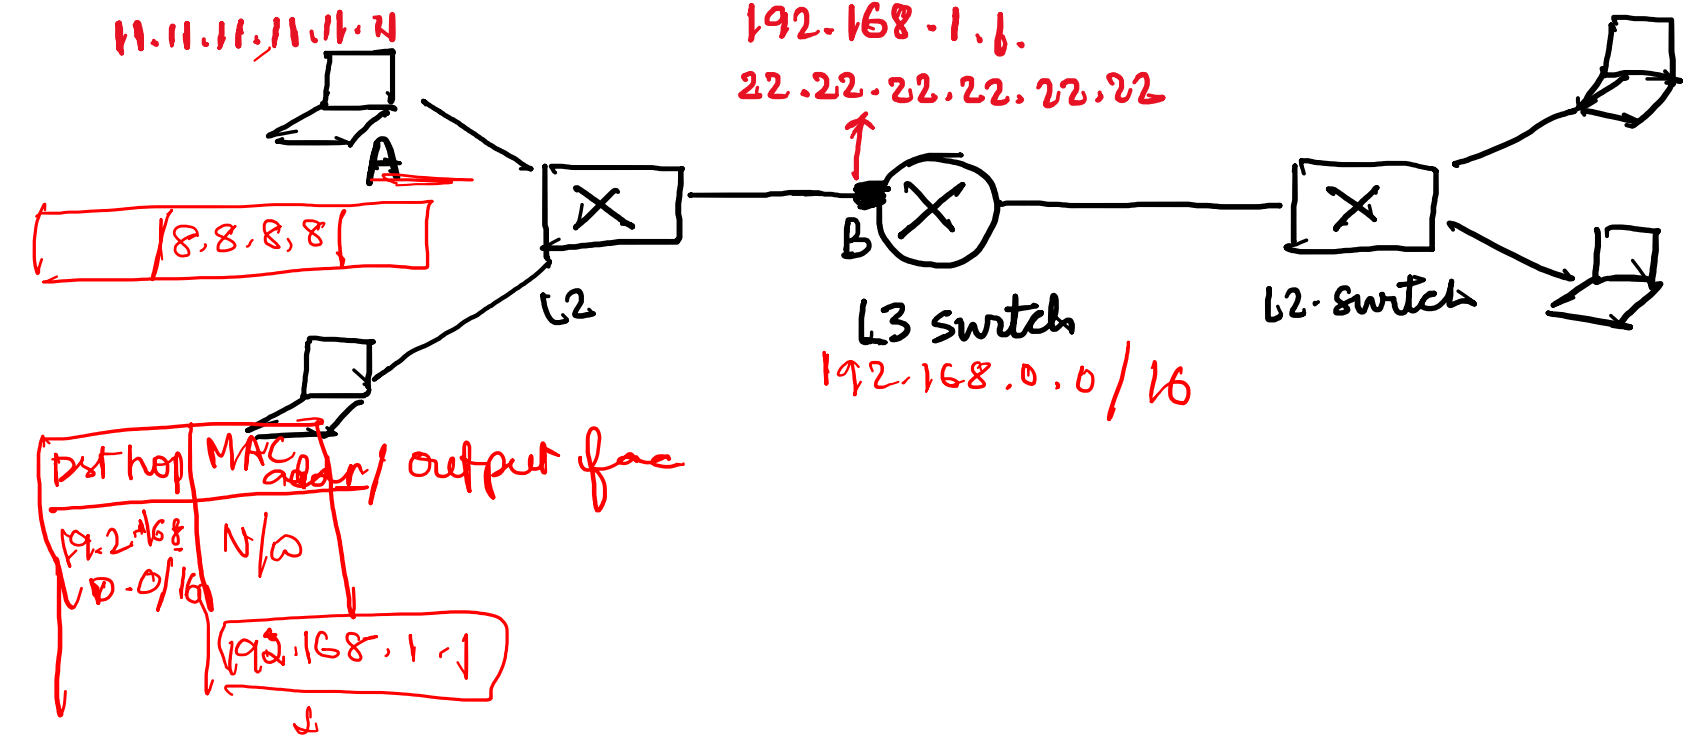 11.11.11.11.11.11
192.168.1.1.
22.22.22.22.22.22
A
8.8.8.8
B
L2
L3 switch
L2. switch
192.168.0.0/16
Dst hop MAC addr/ output face
192.168 N/A
0.0/16
192.168.1.1